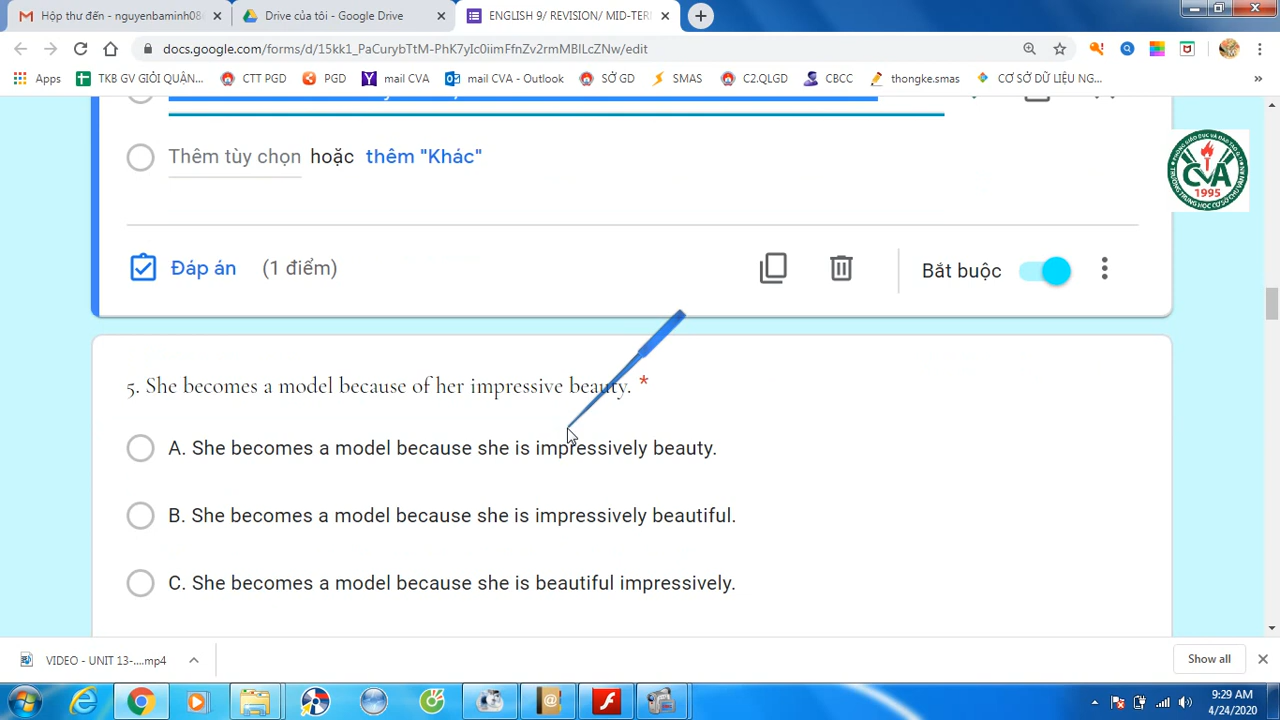 Hộp thư đến - nguyenbaminh08
Drive của tôi - Google Drive
ENGLISH 9/ REVISION/ MID-TER
docs.google.com/forms/d/15kk1_
/edit
Apps
TKB GV GIỎI QUẬN...
CTT PGD
PGD
mail CVA
mail CVA - Outlook
SỞ GD
SMAS
C2.QLGD
CBCC
thongke.smas
CƠ SỞ DỮ LIỆU NG...
»
Thêm tùy chọn hoặc thêm "Khác"
CVA
1995
Đáp án (1 điểm)
Bắt buộc
5. She becomes a model because of her impressive beauty. *
A. She becomes a model because she is impressively beauty.
B. She becomes a model because she is impressively beautiful.
C. She becomes a model because she is beautiful impressively.
VIDEO - UNIT 13-....mp4
Show all
9:29 AM
4/24/2020